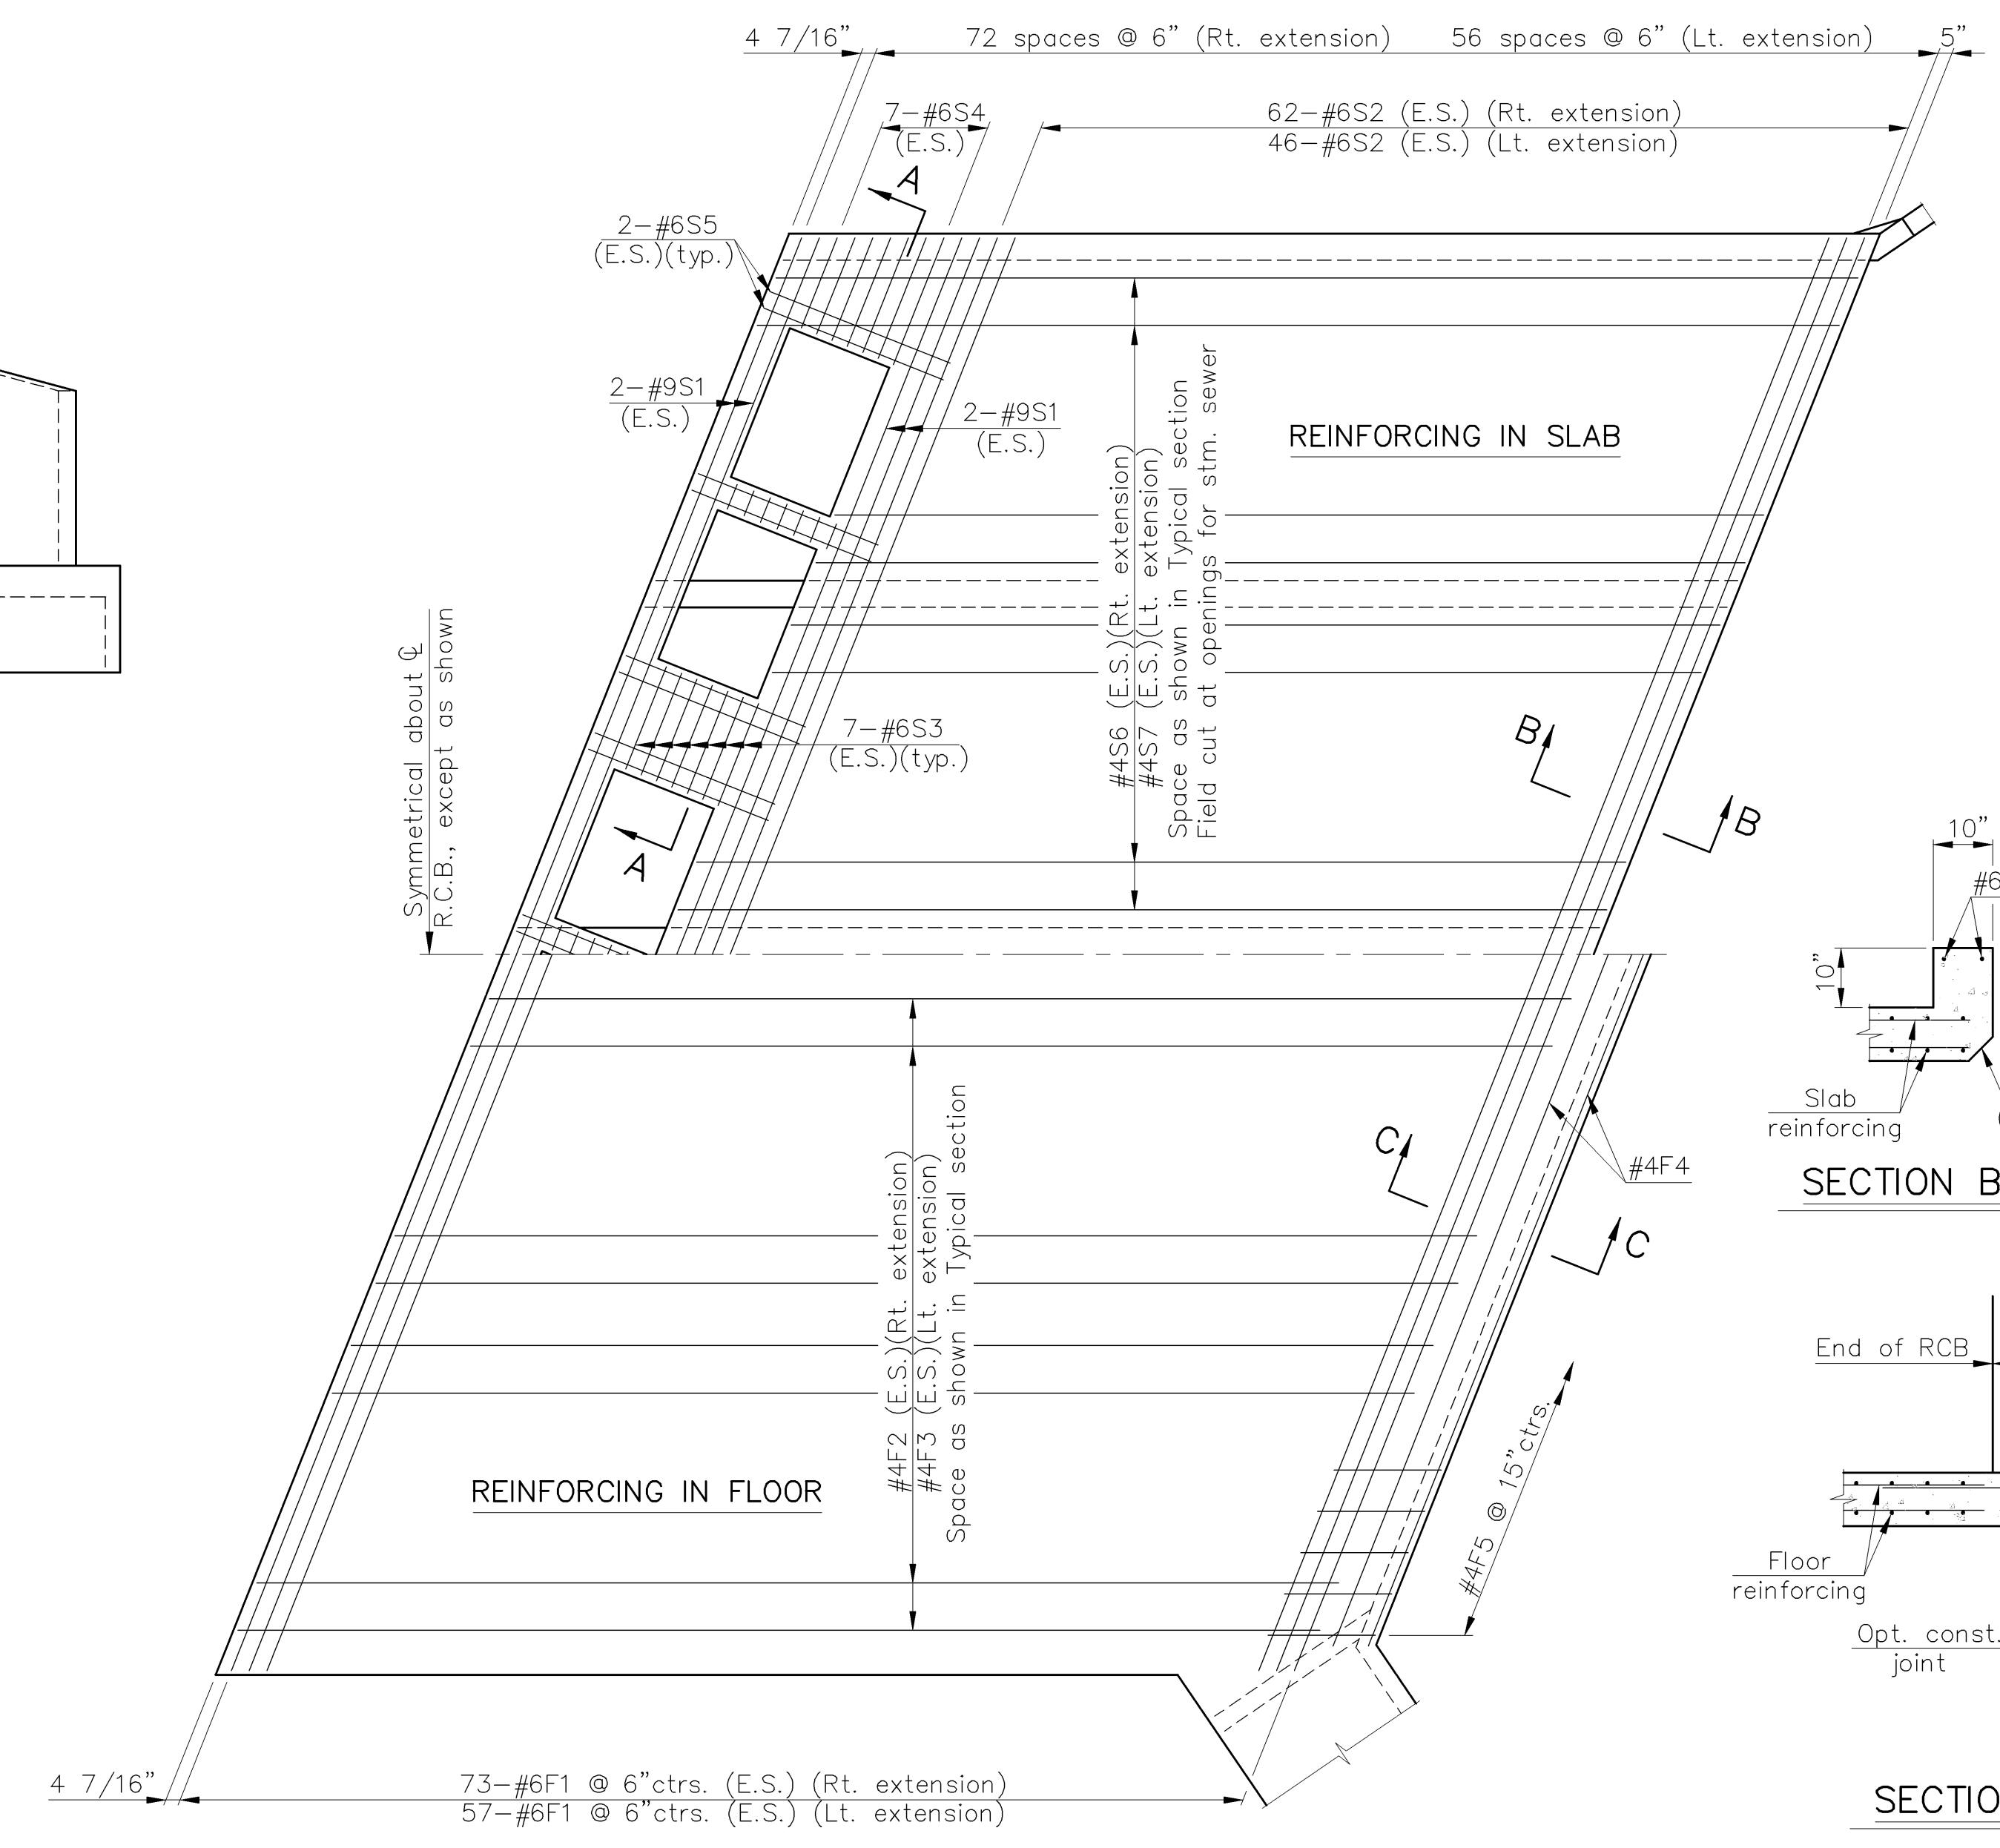 4 7/16”
72 spaces @ 6” (Rt. extension)
56 spaces @ 6” (Lt. extension)
5”
7-#6S4
(E.S.)
62-#6S2 (E.S.) (Rt. extension)
46-#6S2 (E.S.) (Lt. extension)
A
2-#6S5
(E.S.)(typ.)
2-#9S1
(E.S.)
2-#9S1
(E.S.)
REINFORCING IN SLAB
#4S6 (E.S.)(Rt. extension)
#4S7 (E.S.)(Lt. extension)
Space as shown in Typical section
Field cut at openings for stm. sewer
Symmetrical about ℄
R.C.B., except as shown
7-#6S3
(E.S.)(typ.)
B
B
A
10”
#6
10”
Slab
reinforcing
SECTION B
C
#4F4
C
#4F2 (E.S.)(Rt. extension)
#4F3 (E.S.)(Lt. extension)
Space as shown in Typical section
End of RCB
#4F5 @ 15”ctrs.
REINFORCING IN FLOOR
Floor
reinforcing
Opt. const.
joint
4 7/16”
73-#6F1 @ 6”ctrs. (E.S.) (Rt. extension)
57-#6F1 @ 6”ctrs. (E.S.) (Lt. extension)
SECTIO